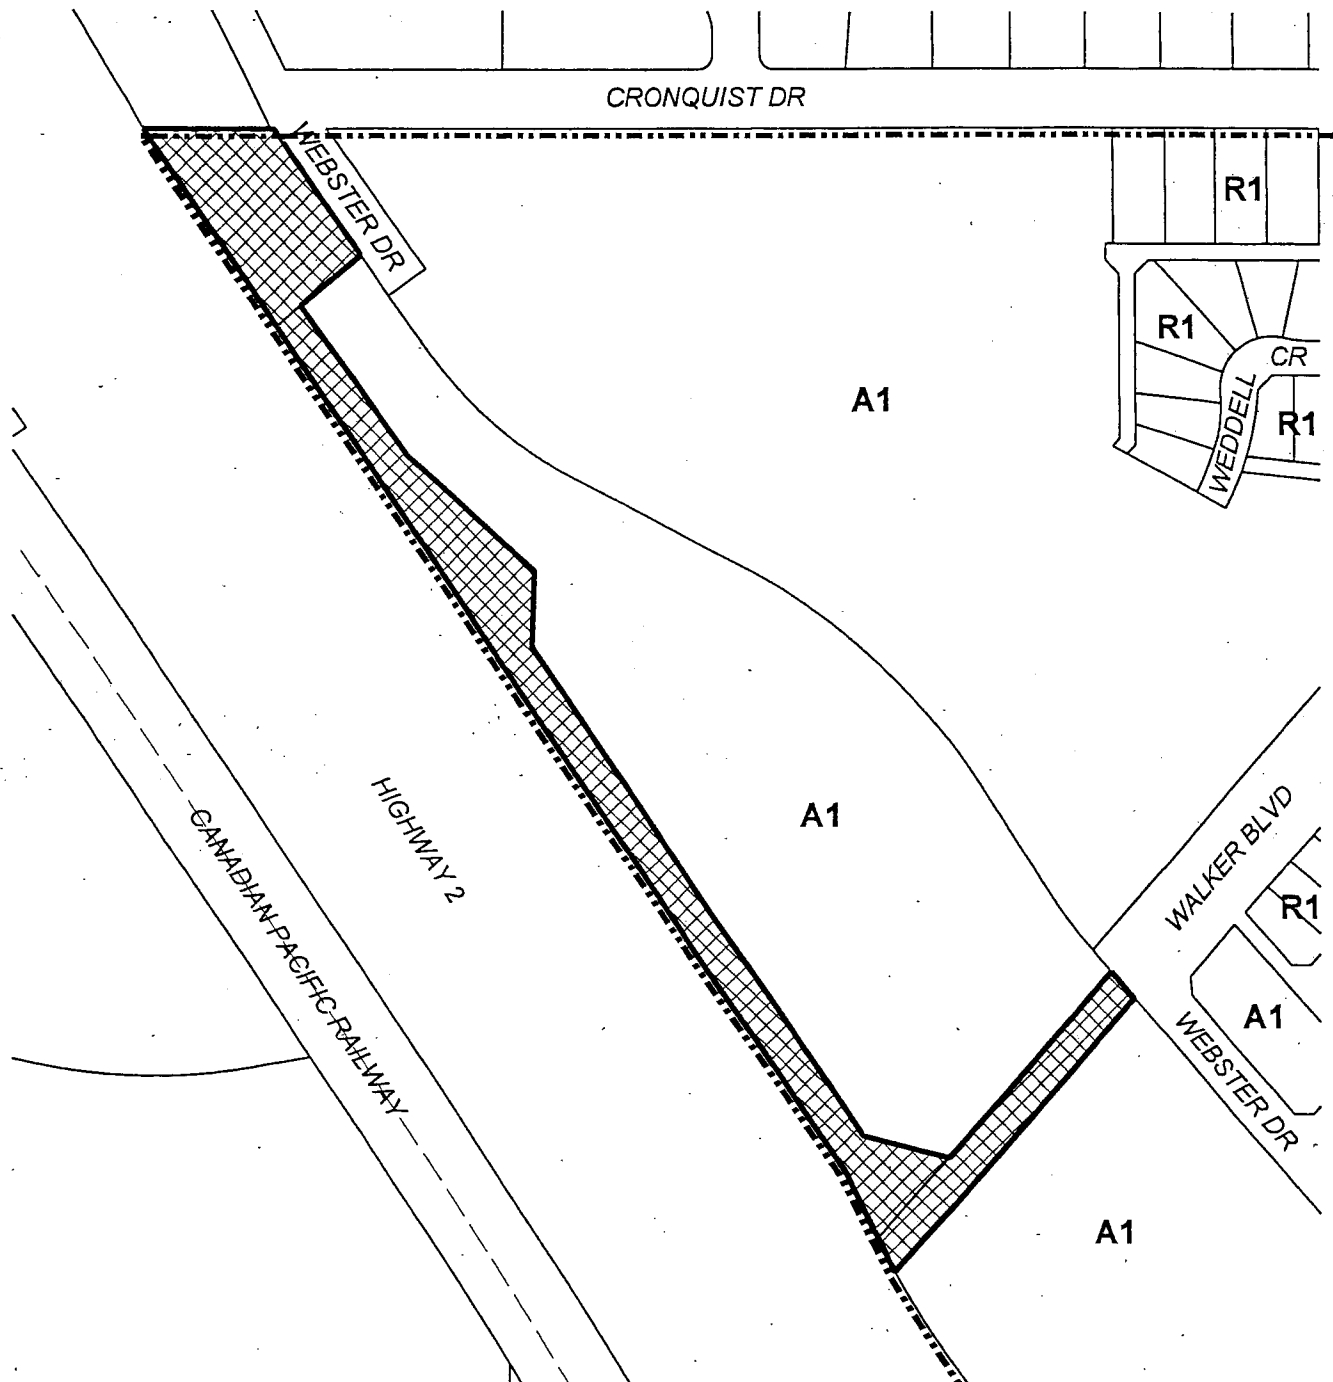 CRONQUIST DR
WEBSTER DR
R1
R1
CR
WEDDELL
R1
A1
A1
HIGHWAY 2
CANADIAN PACIFIC RAILWAY
WALKER BLVD
R1
A1
WEBSTER DR
A1